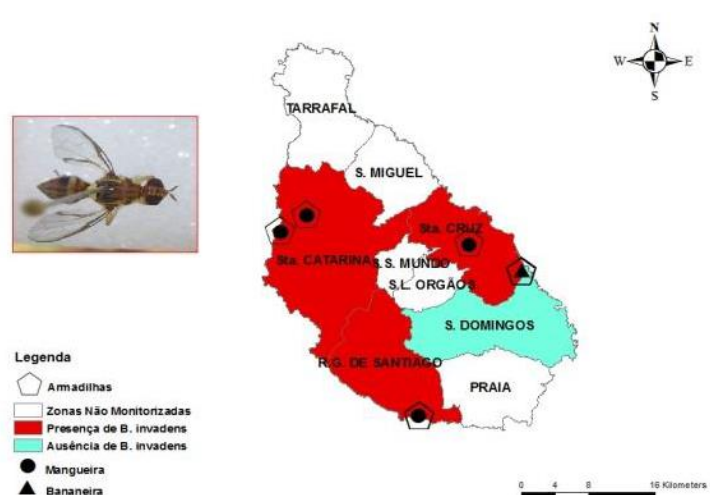 N
W E
S
TARRAFAL
S. MIGUEL
Sta. CRUZ
Sta. CATARINA
S.S. MUNDO
S.L. ORGÃOS
S. DOMINGOS
R.G. DE SANTIAGO
PRAIA
Legenda
Armadilhas
Zonas Não Monitorizadas
Presença de B. invadens
Ausência de B. invadens
Mangueira
Bananeira
0 4 8 16 Kilometers